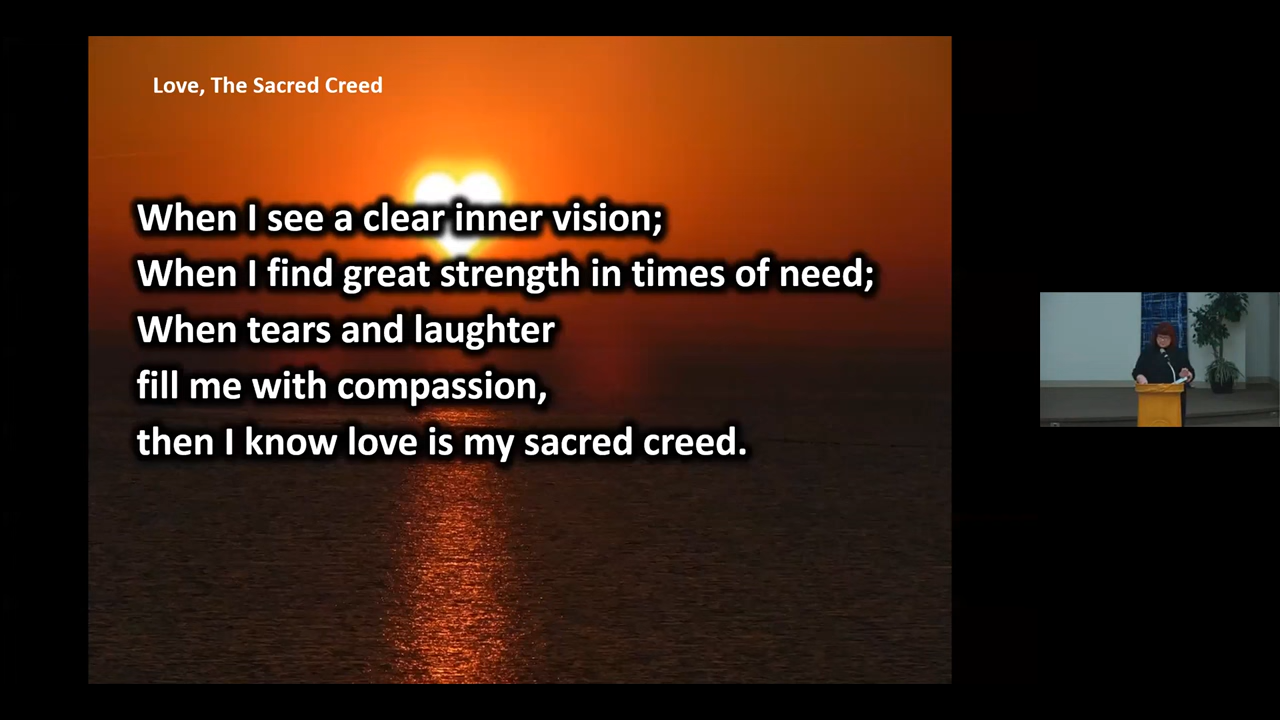 Love, The Sacred Creed
When I see a clear inner vision;
When I find great strength in times of need;
When tears and laughter
fill me with compassion,
then I know love is my sacred creed.